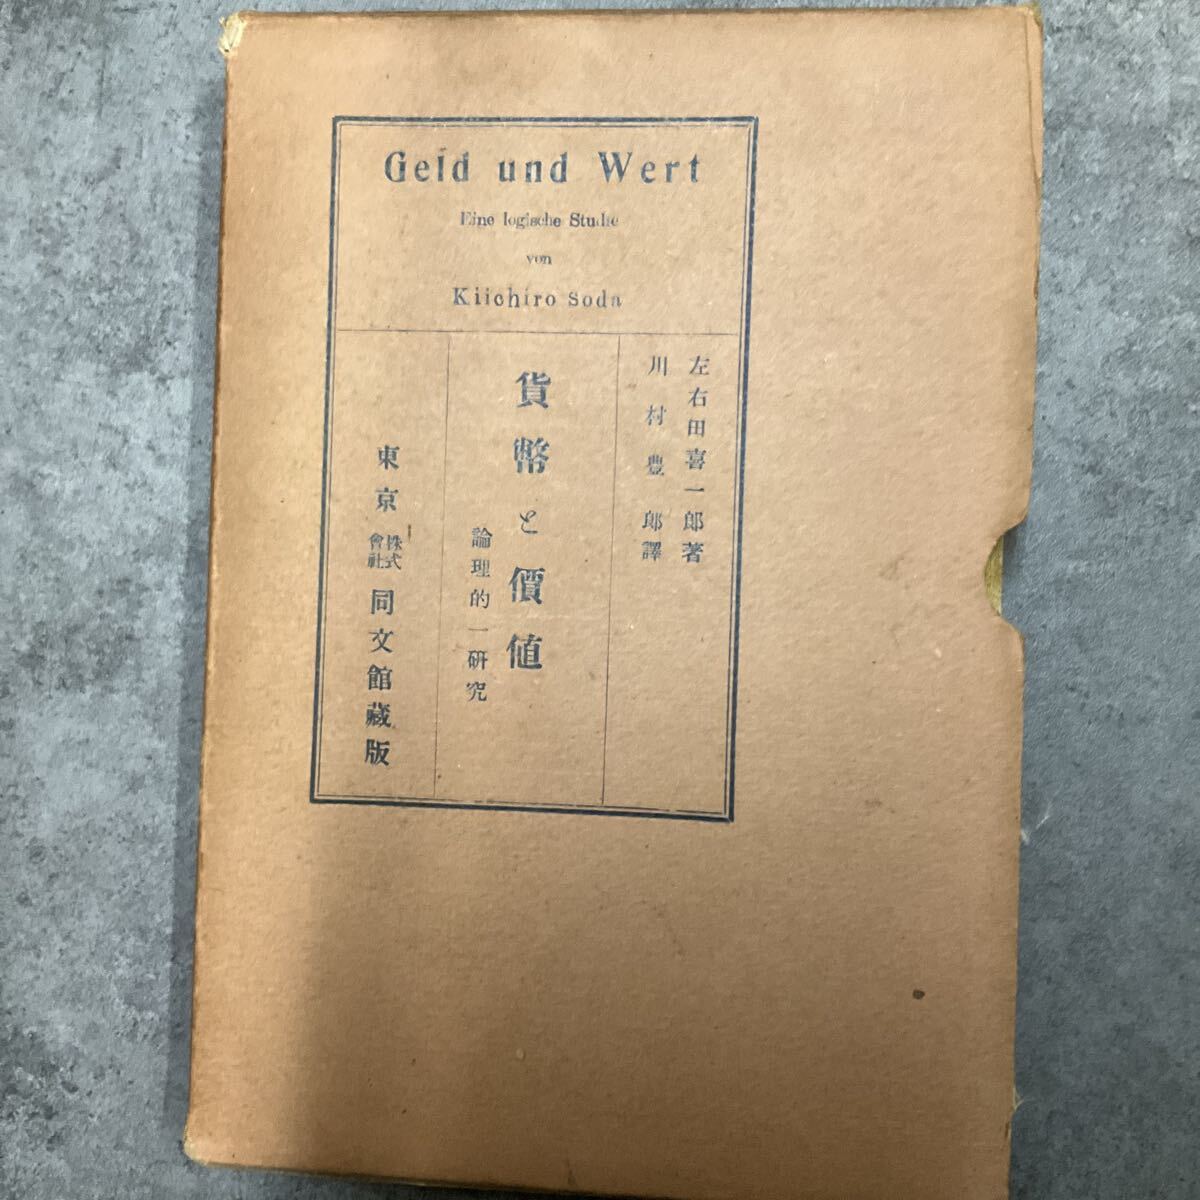 Geld und Wert
Eine logische Studie
von
Kiichiro Soda
左右田喜一郎著
川村豊郎譯
貨幣と價値
論理的一研究
東京株式會社同文館藏版